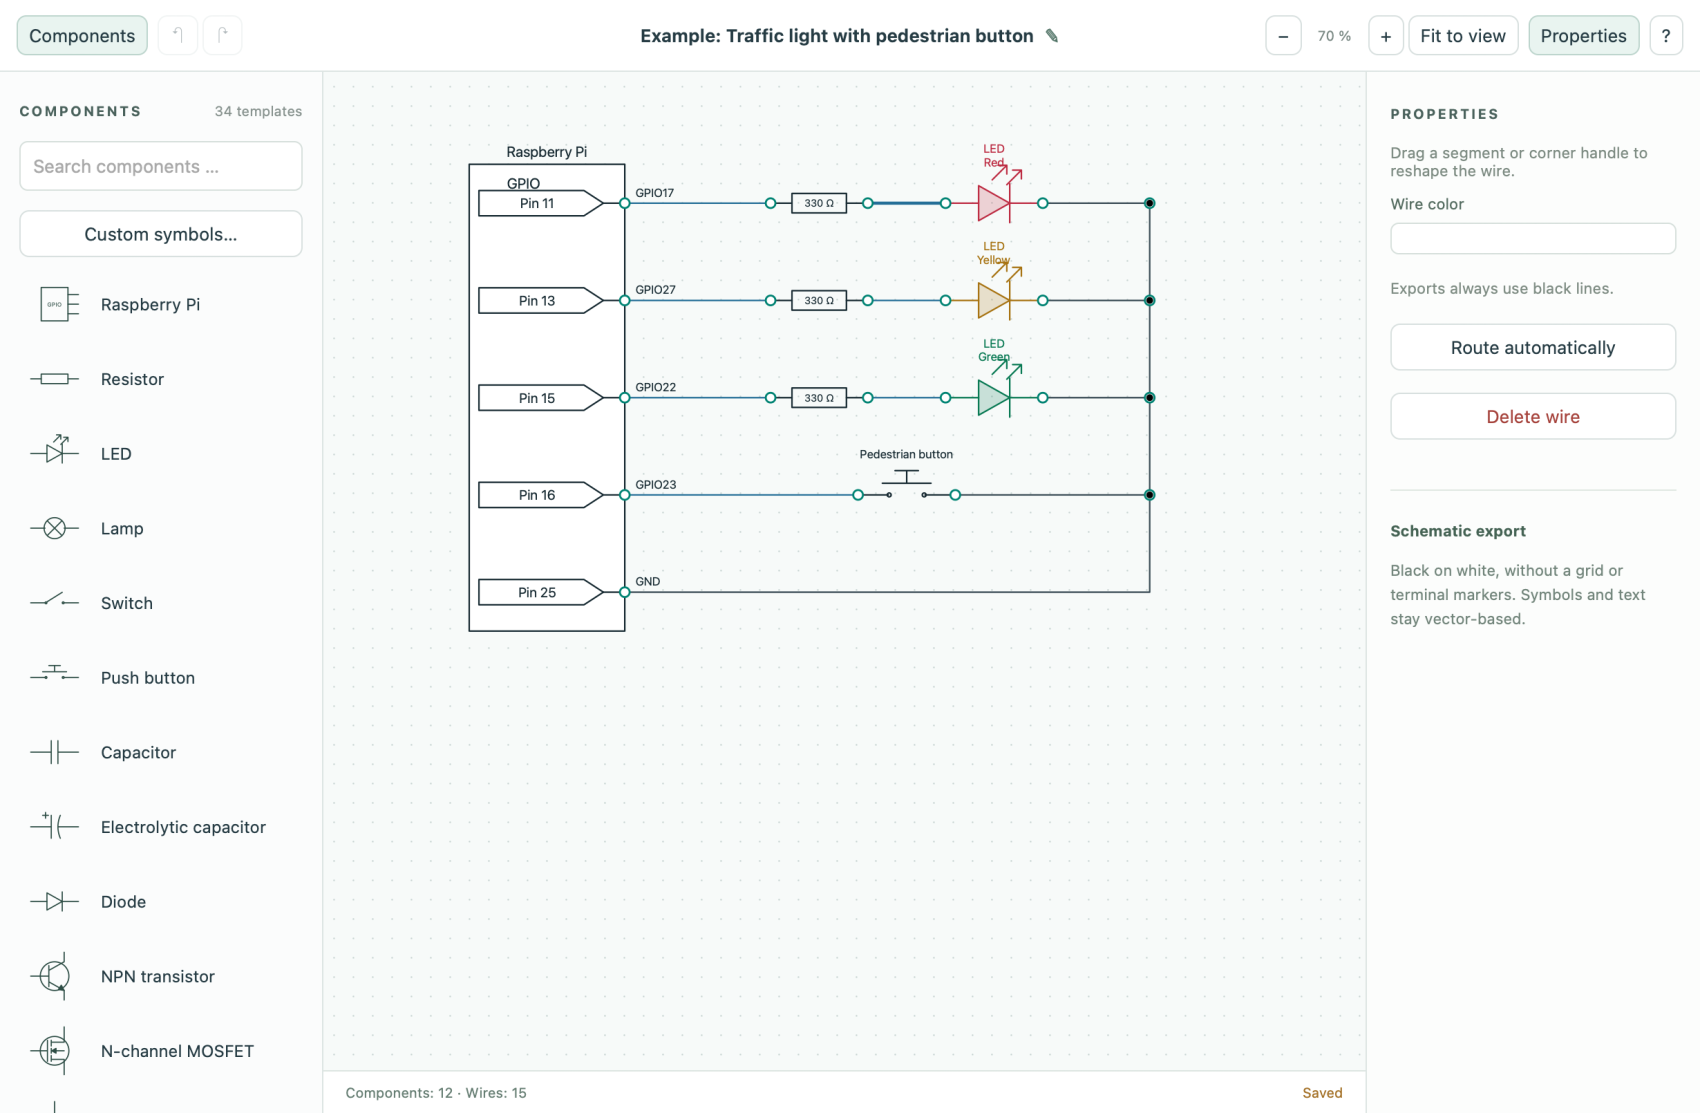 Components
Example: Traffic light with pedestrian button
−
70 %
+
Fit to view
Properties
?
COMPONENTS
34 templates
Search components ...
Custom symbols...
GPIO
Raspberry Pi
Resistor
LED
Lamp
Switch
Push button
Capacitor
Electrolytic capacitor
Diode
NPN transistor
N-channel MOSFET
Raspberry Pi
GPIO
Pin 11
GPIO17
330 Ω
LED
Red
Pin 13
GPIO27
330 Ω
LED
Yellow
Pin 15
GPIO22
330 Ω
LED
Green
Pin 16
GPIO23
Pedestrian button
Pin 25
GND
Components: 12 · Wires: 15
Saved
PROPERTIES
Drag a segment or corner handle to
reshape the wire.
Wire color
Exports always use black lines.
Route automatically
Delete wire
Schematic export
Black on white, without a grid or
terminal markers. Symbols and text
stay vector-based.